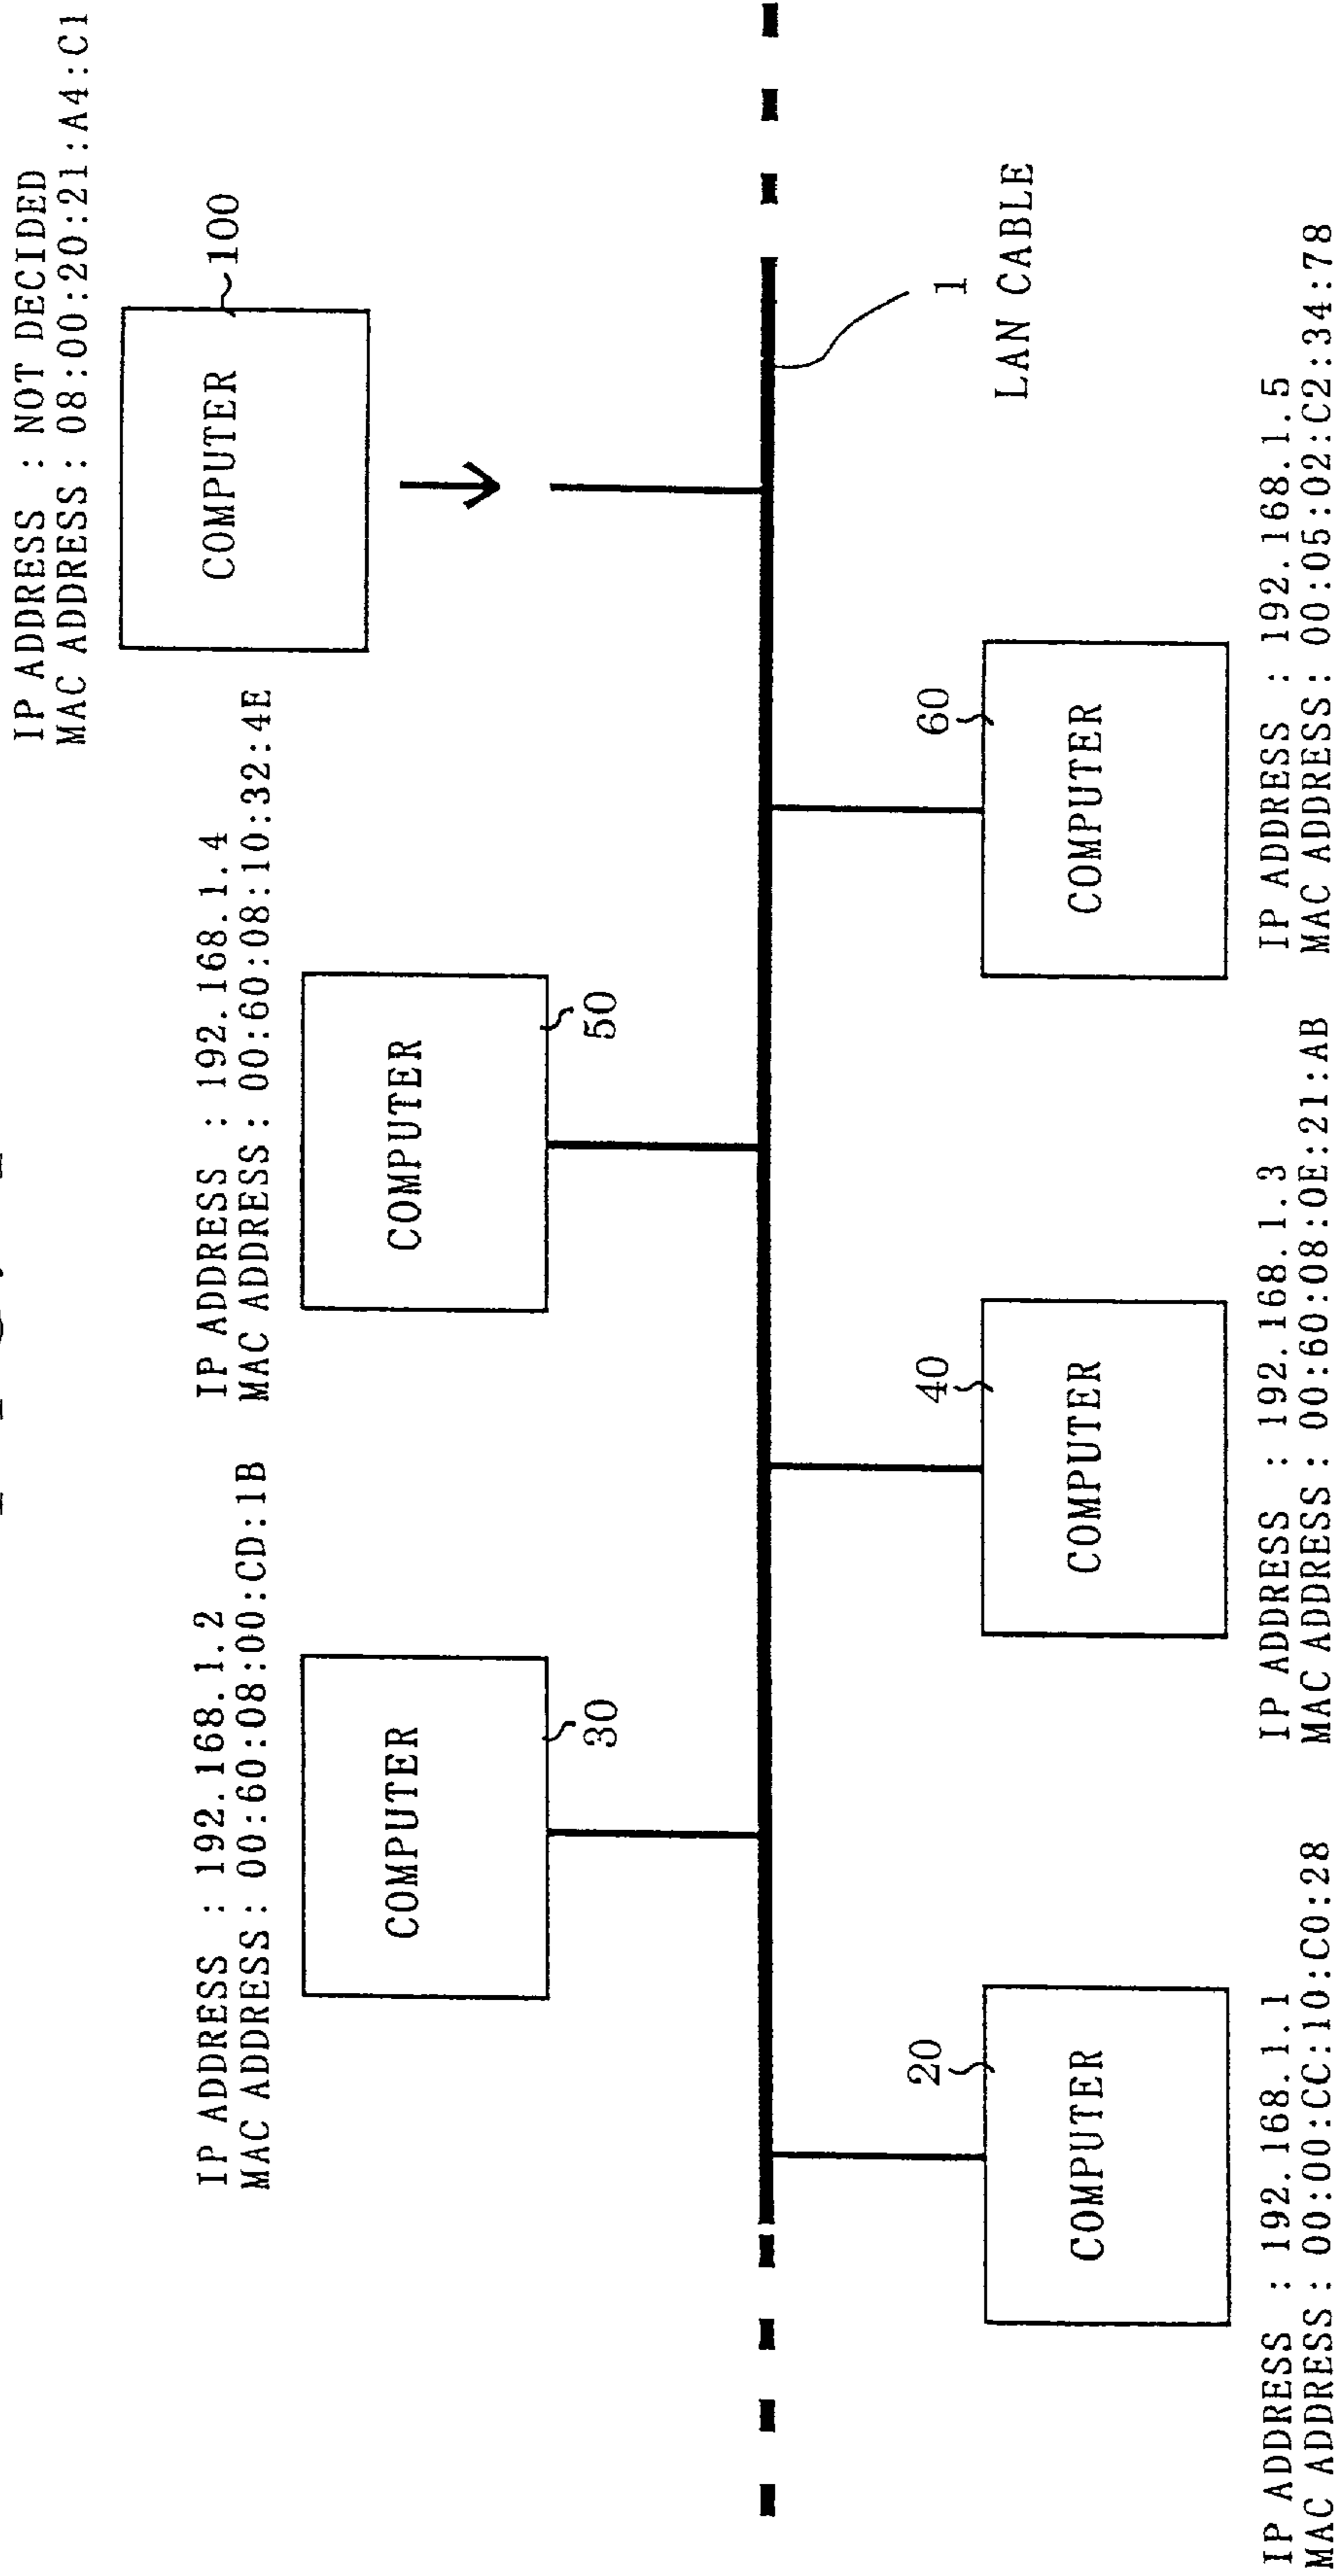 IP ADDRESS : NOT DECIDED
MAC ADDRESS : 08:00:20:21:A4:C1
COMPUTER
100
IP ADDRESS : 192.168.1.2
MAC ADDRESS : 00:60:08:00:CD:1B
COMPUTER
30
IP ADDRESS : 192.168.1.4
MAC ADDRESS : 00:60:08:10:32:4E
COMPUTER
50
1
LAN CABLE
20
COMPUTER
IP ADDRESS : 192.168.1.1
MAC ADDRESS : 00:00:CC:10:C0:28
40
COMPUTER
IP ADDRESS : 192.168.1.3
MAC ADDRESS : 00:60:08:0E:21:AB
60
COMPUTER
IP ADDRESS : 192.168.1.5
MAC ADDRESS : 00:05:02:C2:34:78